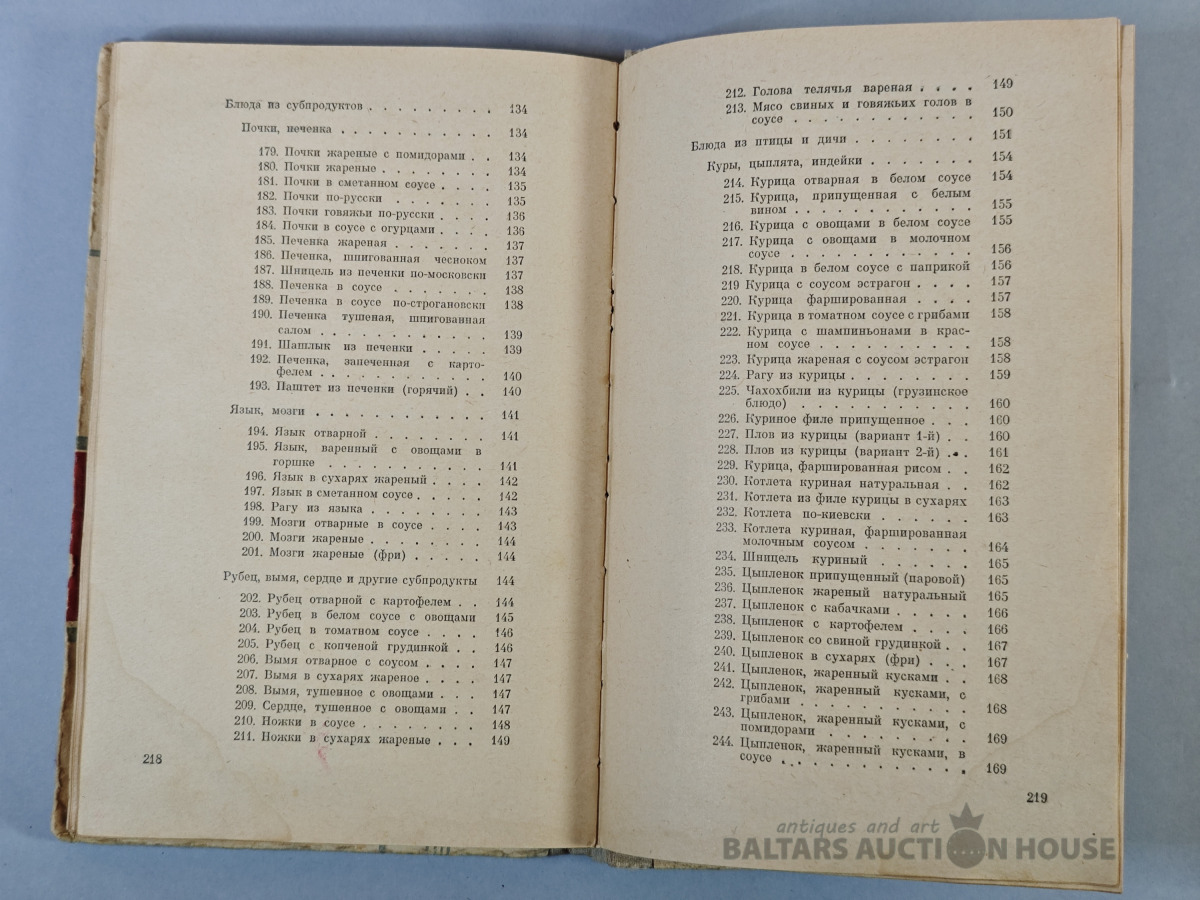 Блюда из субпродуктов . . . . . . . . . 134
Почки, печенка . . . . . . . . . . . 134
179. Почки жареные с помидорами . . 134
180. Почки жареные . . . . . . . . 134
181. Почки в сметанном соусе . . . . 135
182. Почки по-русски . . . . . . . 135
183. Почки говяжьи по-русски . . . . 136
184. Почки в соусе с огурцами . . . . 136
185. Печенка жареная . . . . . . . 137
186. Печенка, шпигованная чесноком 137
187. Шницель из печенки по-московски 137
188. Печенка в соусе . . . . . . . 138
189. Печенка в соусе по-строгановски 138
190. Печенка тушеная, шпигованная
салом . . . . . . . . . . . . 139
191. Шашлык из печенки . . . . . 139
192. Печенка, запеченная с карто-
фелем . . . . . . . . . . . . 140
193. Паштет из печенки (горячий) . . 140
Язык, мозги . . . . . . . . . . . . 141
194. Язык отварной . . . . . . . . 141
195. Язык, варенный с овощами в
горшке . . . . . . . . . . . 141
196. Язык в сухарях жареный . . . . 142
197. Язык в сметанном соусе . . . . . 142
198. Рагу из языка . . . . . . . . 143
199. Мозги отварные в соусе . . . . 143
200. Мозги жареные . . . . . . . . 144
201. Мозги жареные (фри) . . . . . 144
Рубец, вымя, сердце и другие субпродукты 144
202. Рубец отварной с картофелем . . 144
203. Рубец в белом соусе с овощами 145
204. Рубец в томатном соусе . . . . 146
205. Рубец с копченой грудинкой . . 146
206. Вымя отварное с соусом . . . . 147
207. Вымя в сухарях жареное . . . . 147
208. Вымя, тушенное с овощами . . . 147
209. Сердце, тушенное с овощами . . 147
210. Ножки в соусе . . . . . . . . 148
211. Ножки в сухарях жареные . . . 149
218
212. Голова телячья вареная . . . . 149
213. Мясо свиных и говяжьих голов в
соусе . . . . . . . . . . . . 150
Блюда из птицы и дичи . . . . . . . . 151
Куры, цыплята, индейки . . . . . . . 154
214. Курица отварная в белом соусе 154
215. Курица, припущенная с белым
вином . . . . . . . . . . . . 155
216. Курица с овощами в белом соусе 155
217. Курица с овощами в молочном
соусе . . . . . . . . . . . . 156
218. Курица в белом соусе с паприкой 156
219 Курица с соусом эстрагон . . . . 157
220. Курица фаршированная . . . . 157
221. Курица в томатном соусе с грибами 158
222. Курица с шампиньонами в крас-
ном соусе . . . . . . . . . . 158
223. Курица жареная с соусом эстрагон 158
224. Рагу из курицы . . . . . . . . 159
225. Чахохбили из курицы (грузинское
блюдо) . . . . . . . . . . . 160
226. Куриное филе припущенное . . . 160
227. Плов из курицы (вариант 1-й) . . 160
228. Плов из курицы (вариант 2-й) . . 161
229. Курица, фаршированная рисом . . 162
230. Котлета куриная натуральная . . 162
231. Котлета из филе курицы в сухарях 163
232. Котлета по-киевски . . . . . . 163
233. Котлета куриная, фаршированная
молочным соусом . . . . . . . 164
234. Шницель куриный . . . . . . 165
235. Цыпленок припущенный (паровой) 165
236. Цыпленок жареный натуральный 165
237. Цыпленок с кабачками . . . . . 166
238. Цыпленок с картофелем . . . . 166
239. Цыпленок со свиной грудинкой . . 167
240. Цыпленок в сухарях (фри) . . . 167
241. Цыпленок, жаренный кусками . . 168
242. Цыпленок, жаренный кусками, с
грибами . . . . . . . . . . . 168
243. Цыпленок, жаренный кусками, с
помидорами . . . . . . . . . 169
244. Цыпленок, жаренный кусками, в
соусе . . . . . . . . . . . . 169
219
antiques and art
BALTARS AUCTION HOUSE